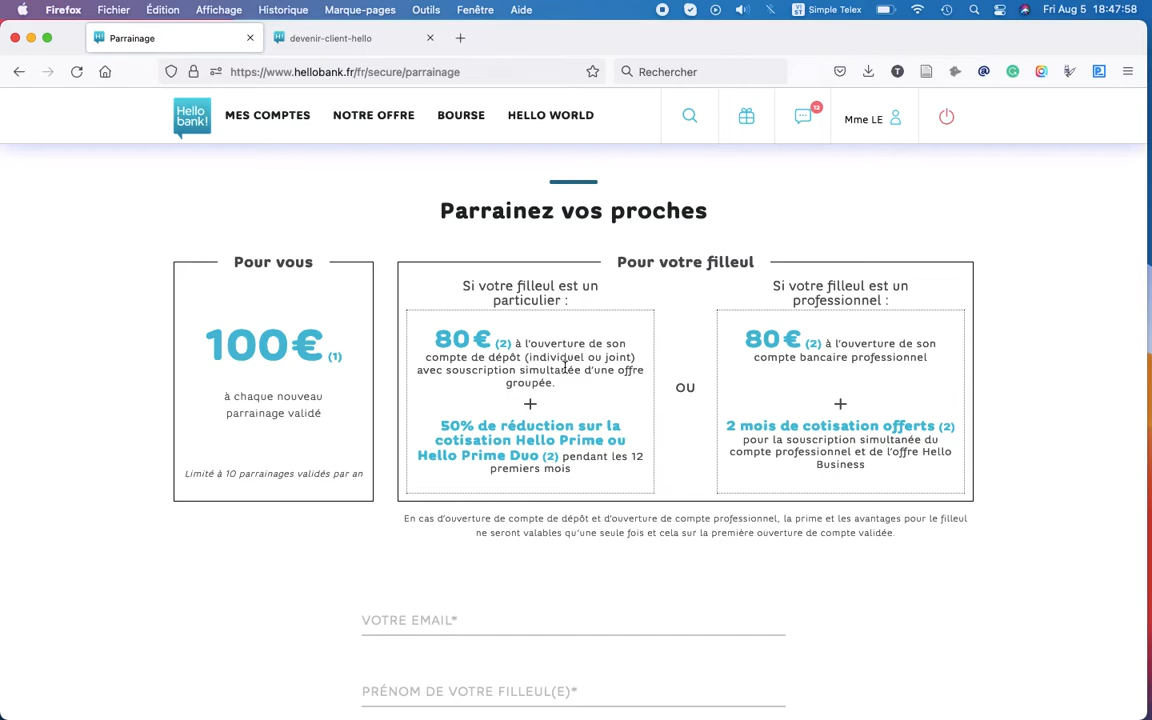 Firefox Fichier Édition Affichage Historique Marque-pages Outils Fenêtre Aide
Simple Telex Fri Aug 5 18:47:58
Parrainage
devenir-client-hello
https://www.hellobank.fr/fr/secure/parrainage
Rechercher
Hello bank!
MES COMPTES NOTRE OFFRE BOURSE HELLO WORLD
12
Mme LE
Parrainez vos proches
Pour vous
100€ (1)
à chaque nouveau
parrainage validé
Limité à 10 parrainages validés par an
Pour votre filleul
Si votre filleul est un
particulier :
80€ (2) à l'ouverture de son
compte de dépôt (individuel ou joint)
avec souscription simultanée d'une offre
groupée.
+
50% de réduction sur la
cotisation Hello Prime ou
Hello Prime Duo (2) pendant les 12
premiers mois
OU
Si votre filleul est un
professionnel :
80€ (2) à l'ouverture de son
compte bancaire professionnel
+
2 mois de cotisation offerts (2)
pour la souscription simultanée du
compte professionnel et de l'offre Hello
Business
En cas d'ouverture de compte de dépôt et d'ouverture de compte professionnel, la prime et les avantages pour le filleul
ne seront valables qu'une seule fois et cela sur la première ouverture de compte validée.
VOTRE EMAIL*
PRÉNOM DE VOTRE FILLEUL(E)*